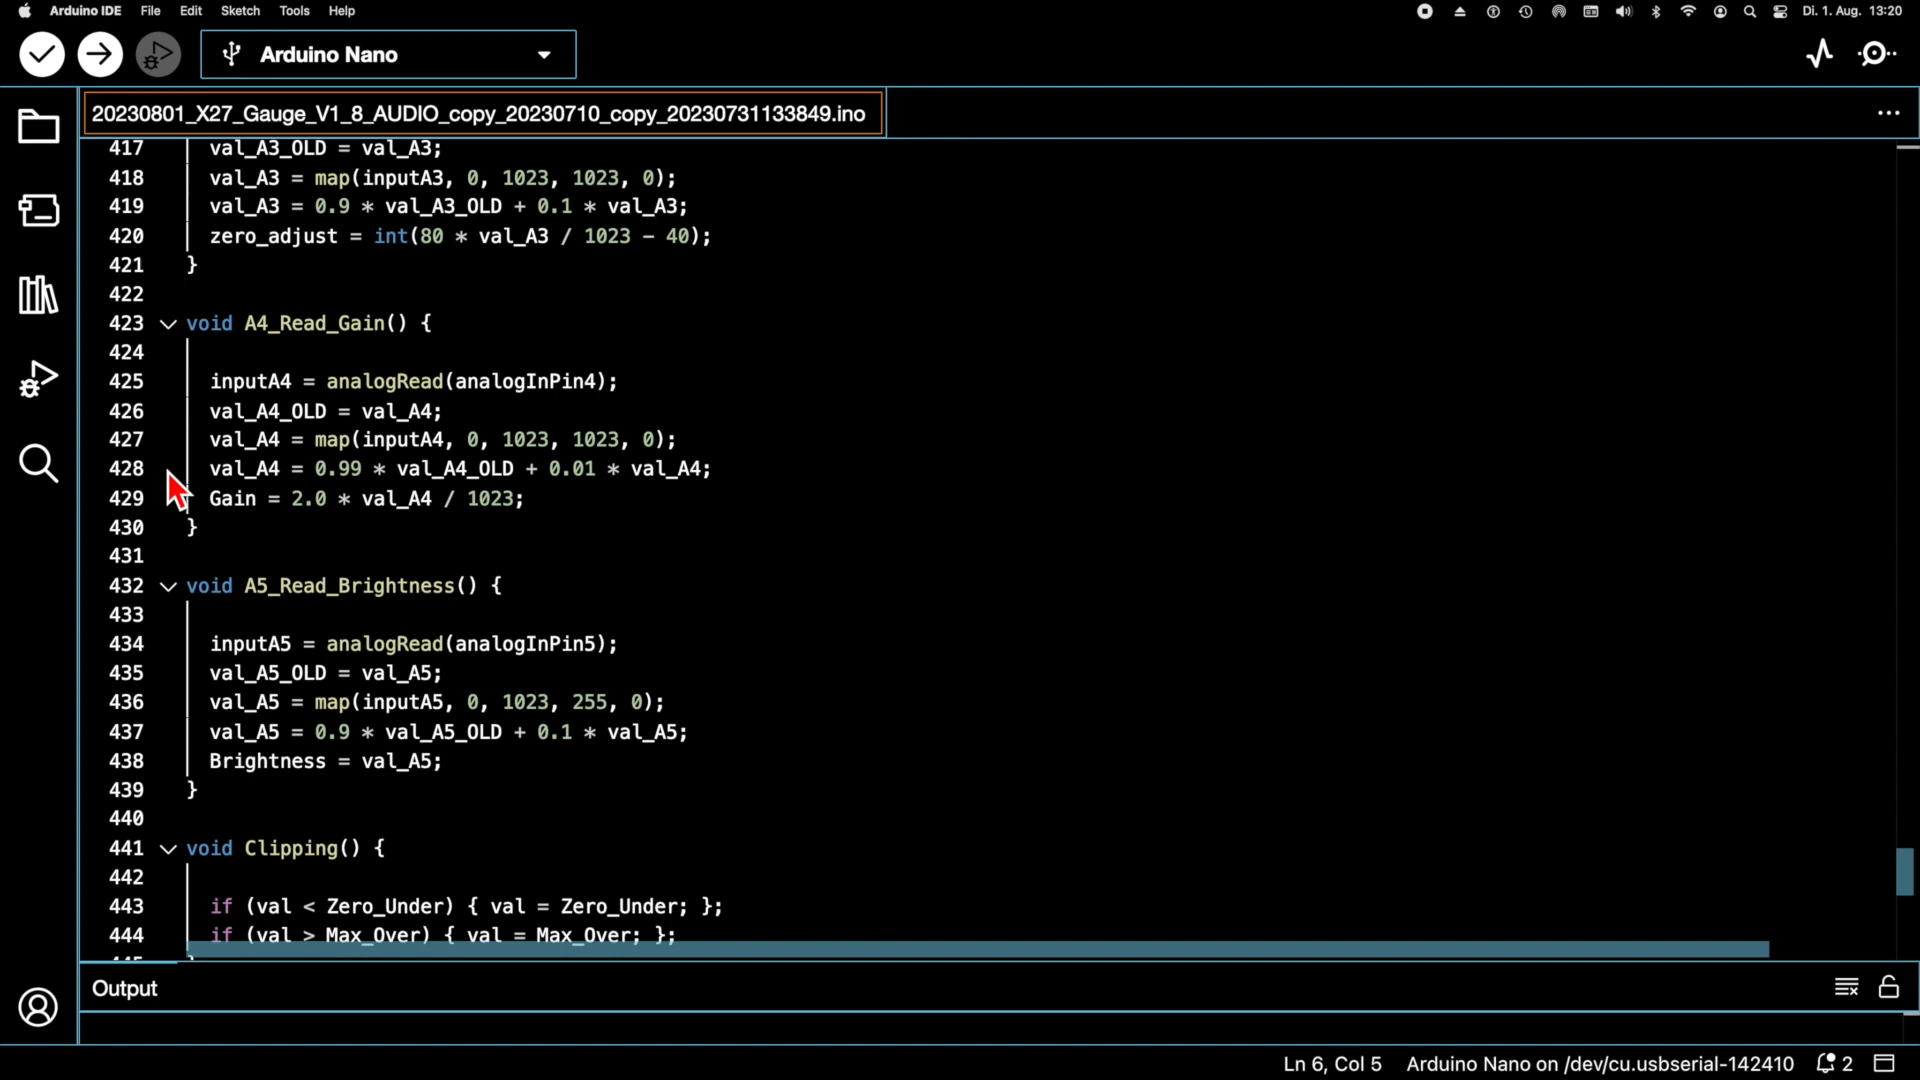 Arduino IDE File Edit Sketch Tools Help Di. 1. Aug. 13:20
Arduino Nano
20230801_X27_Gauge_V1_8_AUDIO_copy_20230710_copy_20230731133849.ino
417 val_A3_OLD = val_A3;
418 val_A3 = map(inputA3, 0, 1023, 1023, 0);
419 val_A3 = 0.9 * val_A3_OLD + 0.1 * val_A3;
420 zero_adjust = int(80 * val_A3 / 1023 - 40);
421 }
422
423 void A4_Read_Gain() {
424
425 inputA4 = analogRead(analogInPin4);
426 val_A4_OLD = val_A4;
427 val_A4 = map(inputA4, 0, 1023, 1023, 0);
428 val_A4 = 0.99 * val_A4_OLD + 0.01 * val_A4;
429 Gain = 2.0 * val_A4 / 1023;
430 }
431
432 void A5_Read_Brightness() {
433
434 inputA5 = analogRead(analogInPin5);
435 val_A5_OLD = val_A5;
436 val_A5 = map(inputA5, 0, 1023, 255, 0);
437 val_A5 = 0.9 * val_A5_OLD + 0.1 * val_A5;
438 Brightness = val_A5;
439 }
440
441 void Clipping() {
442
443 if (val < Zero_Under) { val = Zero_Under; };
444 if (val > Max_Over) { val = Max_Over; };
Output
Ln 6, Col 5 Arduino Nano on /dev/cu.usbserial-142410 2